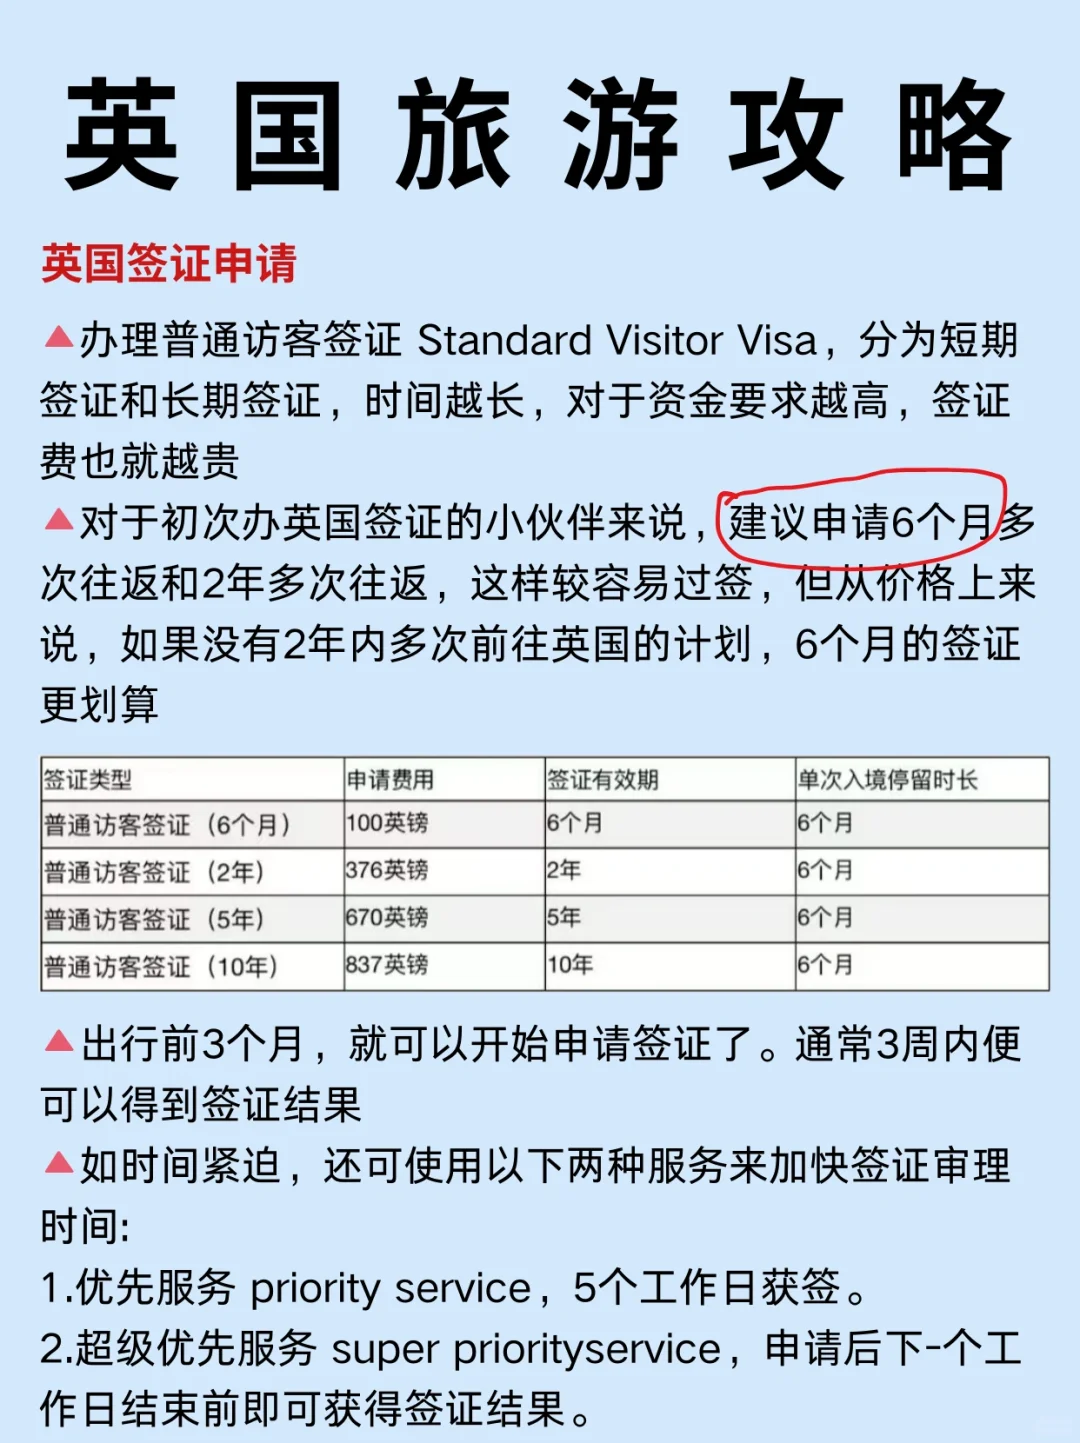 英国旅游攻略
英国签证申请
🔺办理普通访客签证 Standard Visitor Visa，分为短期
签证和长期签证，时间越长，对于资金要求越高，签证
费也就越贵
🔺对于初次办英国签证的小伙伴来说，建议申请6个月多
次往返和2年多次往返，这样较容易过签，但从价格上来
说，如果没有2年内多次前往英国的计划，6个月的签证
更划算
签证类型 申请费用 签证有效期 单次入境停留时长
普通访客签证（6个月） 100英镑 6个月 6个月
普通访客签证（2年） 376英镑 2年 6个月
普通访客签证（5年） 670英镑 5年 6个月
普通访客签证（10年） 837英镑 10年 6个月
🔺出行前3个月，就可以开始申请签证了。通常3周内便
可以得到签证结果
🔺如时间紧迫，还可使用以下两种服务来加快签证审理
时间:
1.优先服务 priority service，5个工作日获签。
2.超级优先服务 super priorityservice，申请后下-个工
作日结束前即可获得签证结果。